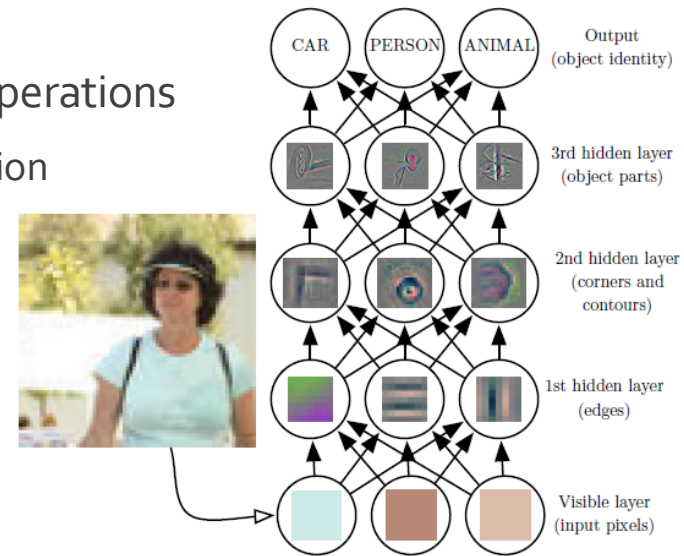 perations
ion
CAR PERSON ANIMAL
Output
(object identity)
3rd hidden layer
(object parts)
2nd hidden layer
(corners and
contours)
1st hidden layer
(edges)
Visible layer
(input pixels)